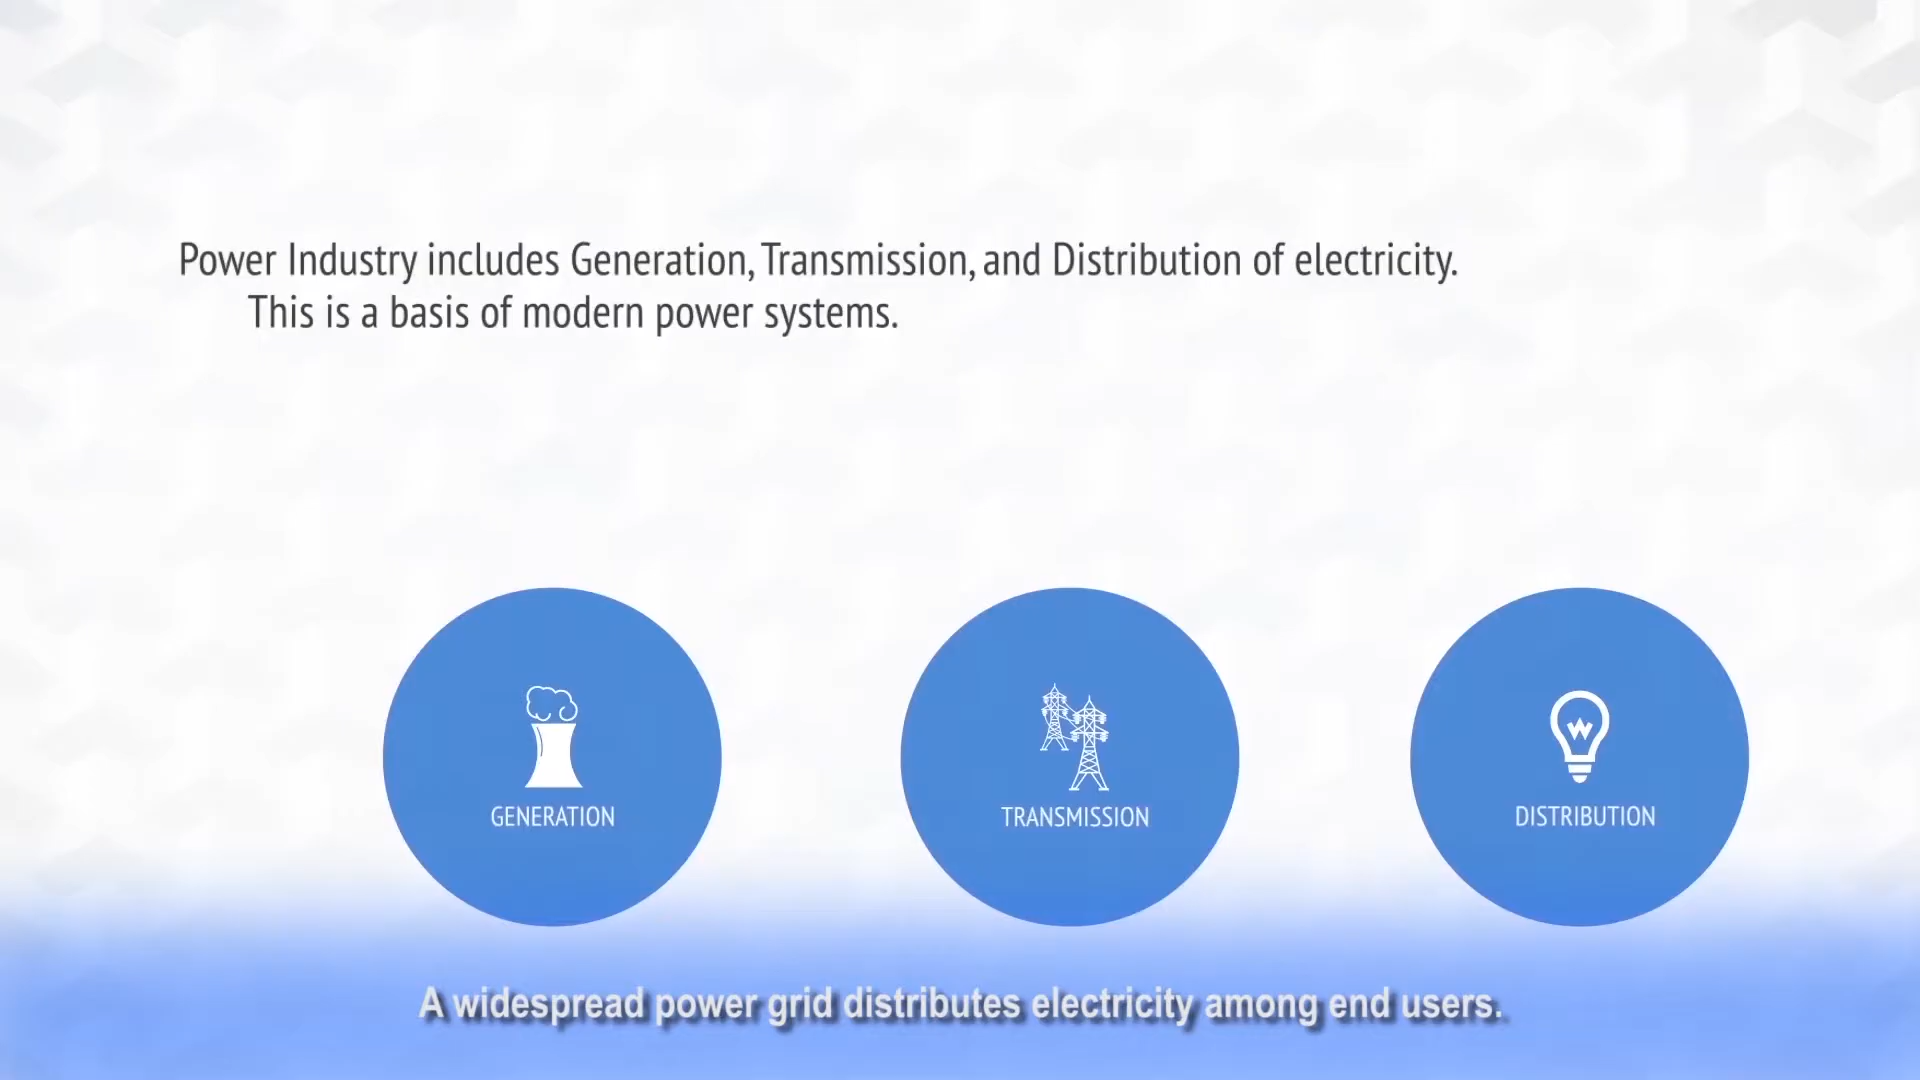 Power Industry includes Generation, Transmission, and Distribution of electricity.
This is a basis of modern power systems.
GENERATION
TRANSMISSION
DISTRIBUTION
A widespread power grid distributes electricity among end users.